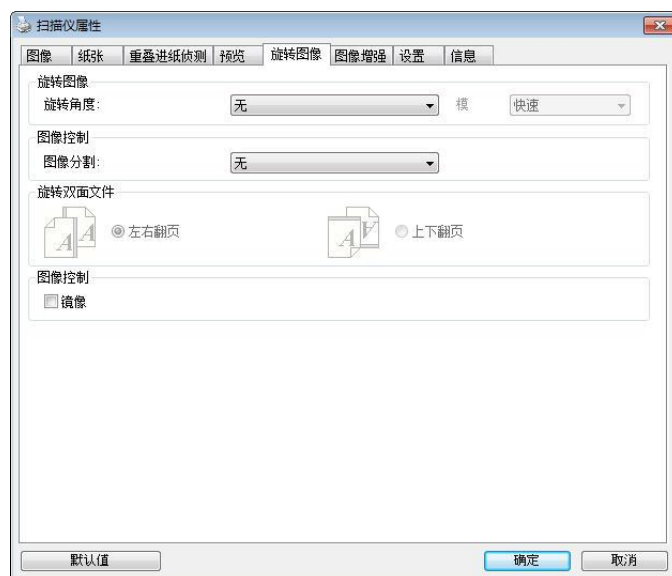 扫描仪属性
图像 纸张 重叠进纸侦测 预览 旋转图像 图像增强 设置 信息
旋转图像
旋转角度: 无 模 快速
图像控制
图像分割: 无
旋转双面文件
A A 左右翻页 A A 上下翻页
图像控制
镜像
默认值 确定 取消